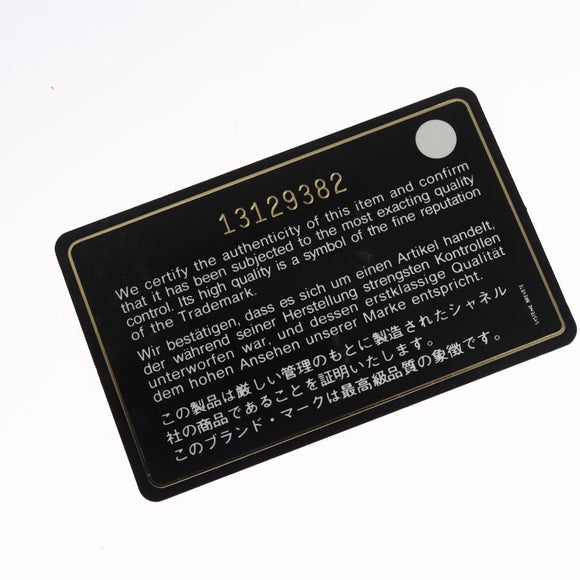 13129382
We certify the authenticity of this item and confirm
that it has been subjected to the most exacting quality
control. Its high quality is a symbol of the fine reputation
of the Trademark.
Wir bestätigen, dass es sich um einen Artikel handelt,
der während seiner Herstellung strengsten Kontrollen
unterworfen war, und dessen erstklassige Qualität
dem hohen Ansehen unserer Marke entspricht.
この製品は厳しい管理のもとに製造されたシャネル
社の商品であることを証明いたします。
このブランド・マークは最高級品質の象徴です。